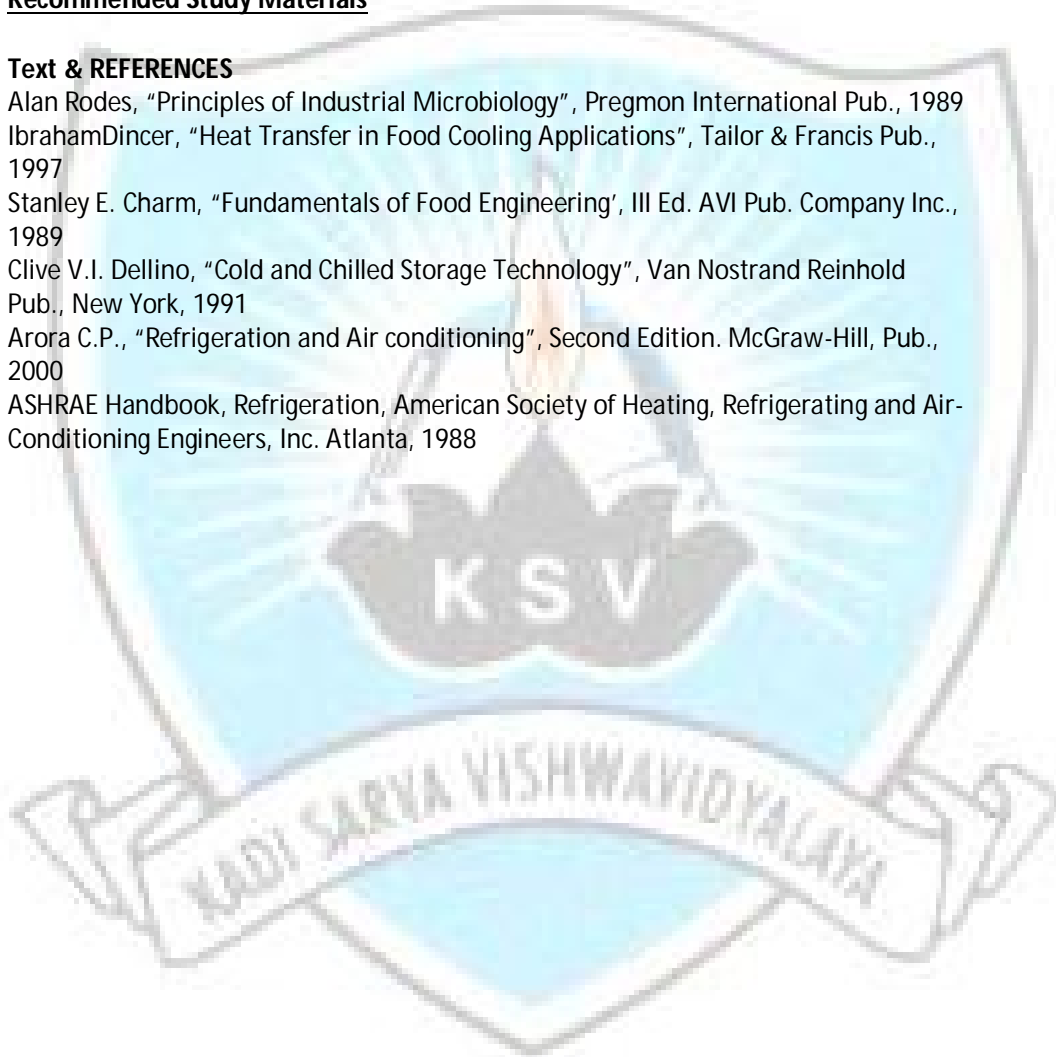 Recommended Study Materials
Text & REFERENCES
Alan Rodes, “Principles of Industrial Microbiology”, Pregmon International Pub., 1989
IbrahamDincer, “Heat Transfer in Food Cooling Applications”, Tailor & Francis Pub.,
1997
Stanley E. Charm, “Fundamentals of Food Engineering’, III Ed. AVI Pub. Company Inc.,
1989
Clive V.I. Dellino, “Cold and Chilled Storage Technology”, Van Nostrand Reinhold
Pub., New York, 1991
Arora C.P., “Refrigeration and Air conditioning”, Second Edition. McGraw-Hill, Pub.,
2000
ASHRAE Handbook, Refrigeration, American Society of Heating, Refrigerating and Air-
Conditioning Engineers, Inc. Atlanta, 1988
K S V
KADI SARVA VISHWAVIDYALAYA